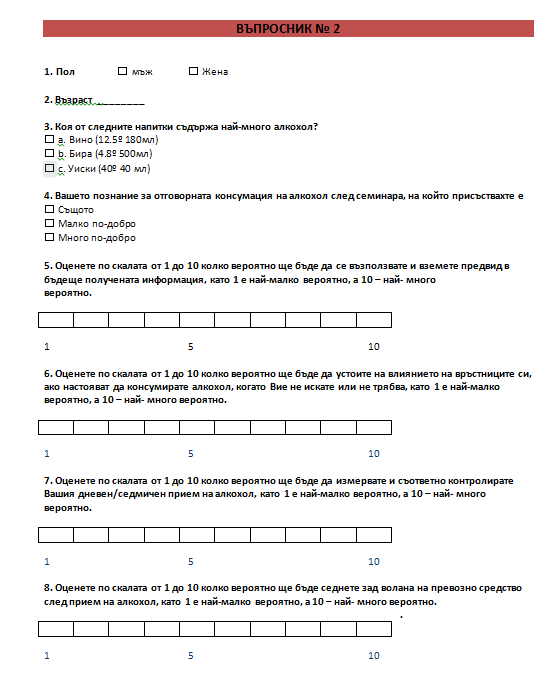 ВЪПРОСНИК № 2
1. Пол мъж Жена
2. Възраст _________
3. Коя от следните напитки съдържа най-много алкохол?
a. Вино (12.5º 180мл)
b. Бира (4.8º 500мл)
c. Уиски (40º 40 мл)
4. Вашето познание за отговорната консумация на алкохол след семинара, на който присъствахте е
Същото
Малко по-добро
Много по-добро
5. Оценете по скалата от 1 до 10 колко вероятно ще бъде да се възползвате и вземете предвид в
бъдеще получената информация, като 1 е най-малко вероятно, а 10 – най- много
вероятно.
1 5 10
6. Оценете по скалата от 1 до 10 колко вероятно ще бъде да устоите на влиянието на връстниците си,
ако настояват да консумирате алкохол, когато Вие не искате или не трябва, като 1 е най-малко
вероятно, а 10 – най- много вероятно.
1 5 10
7. Оценете по скалата от 1 до 10 колко вероятно ще бъде да измервате и съответно контролирате
Вашия дневен/седмичен прием на алкохол, като 1 е най-малко вероятно, а 10 – най- много
вероятно.
1 5 10
8. Оценете по скалата от 1 до 10 колко вероятно ще бъде седнете зад волана на превозно средство
след прием на алкохол, като 1 е най-малко вероятно, а 10 – най- много вероятно.
.
1 5 10